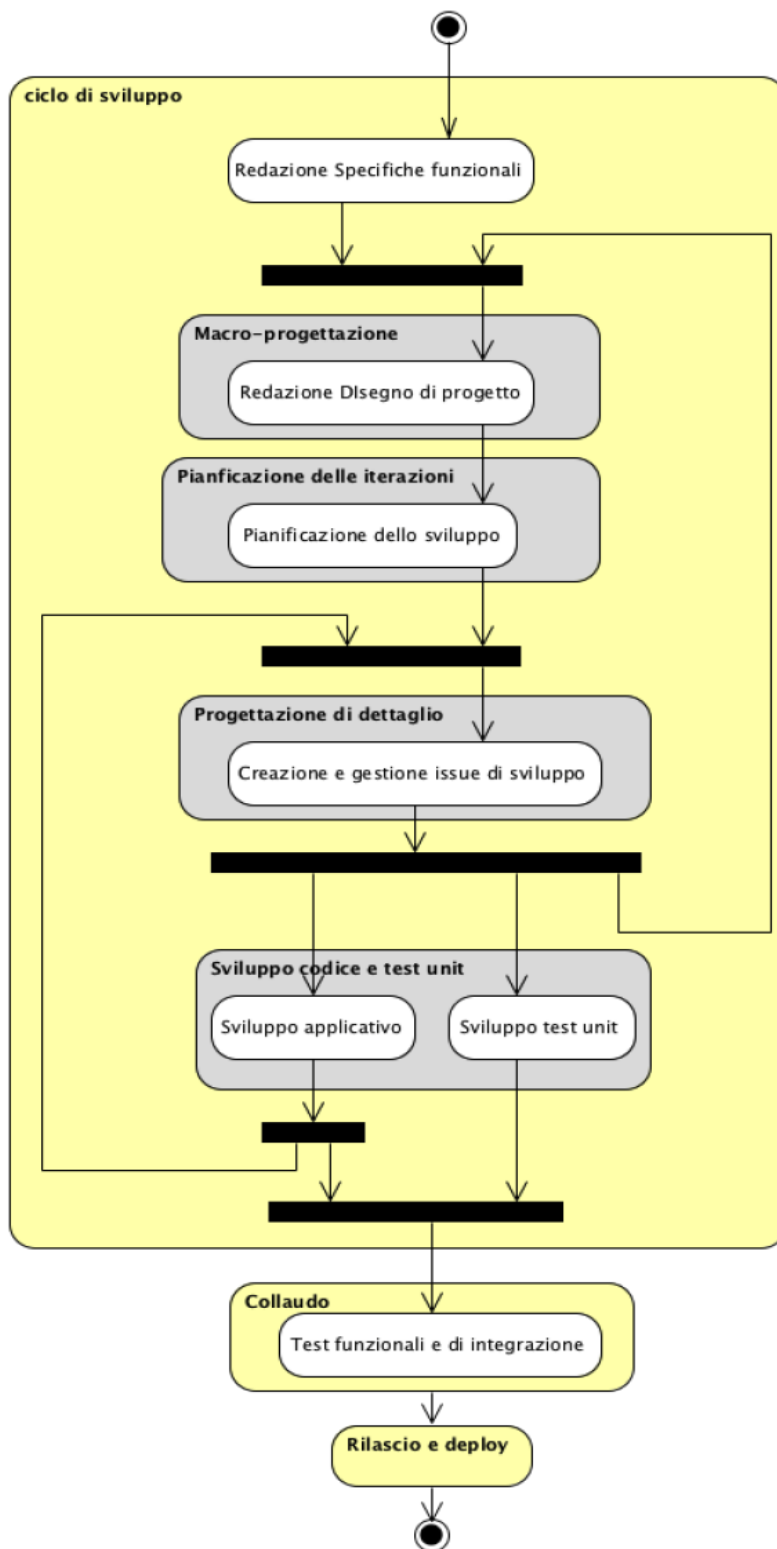 ciclo di sviluppo
Redazione Specifiche funzionali
Macro-progettazione
Redazione DIsegno di progetto
Pianficazione delle iterazioni
Pianificazione dello sviluppo
Progettazione di dettaglio
Creazione e gestione issue di sviluppo
Sviluppo codice e test unit
Sviluppo applicativo
Sviluppo test unit
Collaudo
Test funzionali e di integrazione
Rilascio e deploy